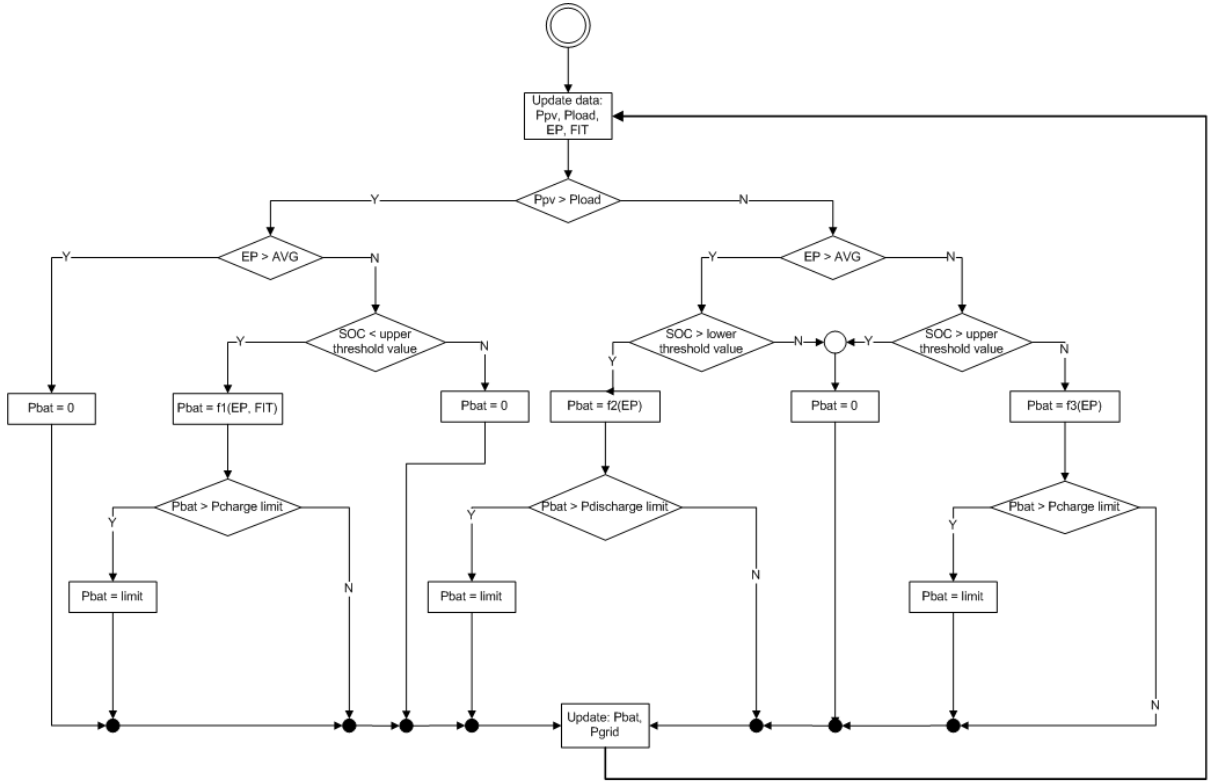 Update data:
Ppv, Pload,
EP, FIT
Ppv > Pload
Y
N
EP > AVG
Y
N
EP > AVG
Y
N
SOC < upper
threshold value
Y
N
SOC > lower
threshold value
Y
N
SOC > upper
threshold value
Y
N
Pbat = 0
Pbat = f1(EP, FIT)
Pbat = 0
Pbat = f2(EP)
Pbat = 0
Pbat = f3(EP)
Pbat > Pcharge limit
Y
N
Pbat > Pdischarge limit
Y
N
Pbat > Pcharge limit
Y
N
Pbat = limit
Pbat = limit
Pbat = limit
Update: Pbat,
Pgrid